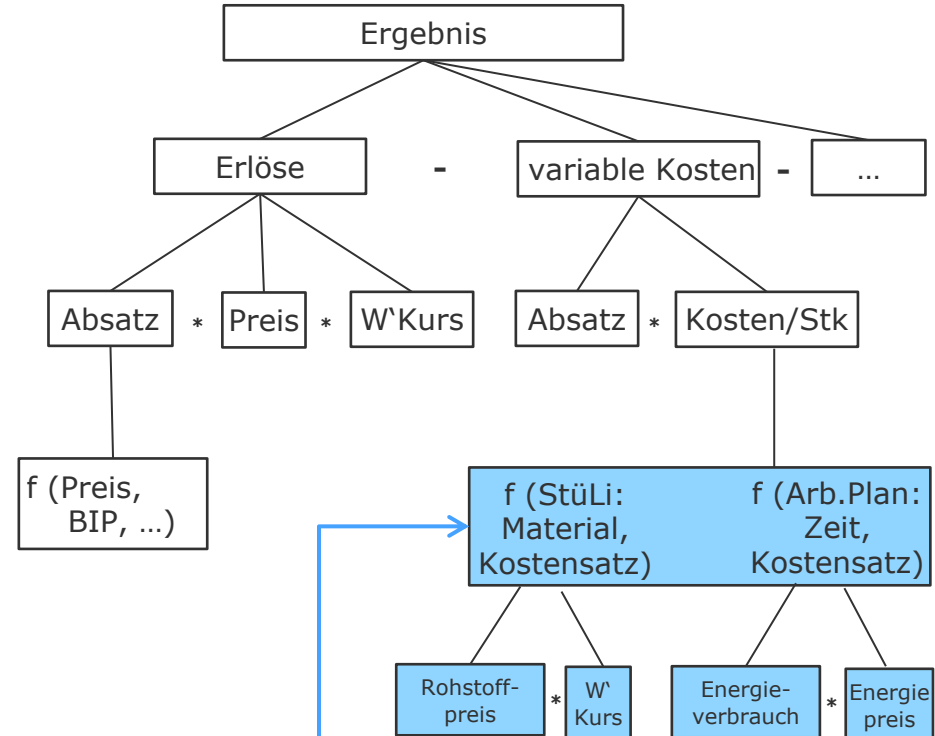 Ergebnis
Erlöse - variable Kosten - …
Absatz * Preis * W‘Kurs Absatz * Kosten/Stk
f (Preis,
BIP, …)
f (StüLi:
Material,
Kostensatz)
f (Arb.Plan:
Zeit,
Kostensatz)
Rohstoff-
preis
*
W‘
Kurs
Energie-
verbrauch
*
Energie
preis